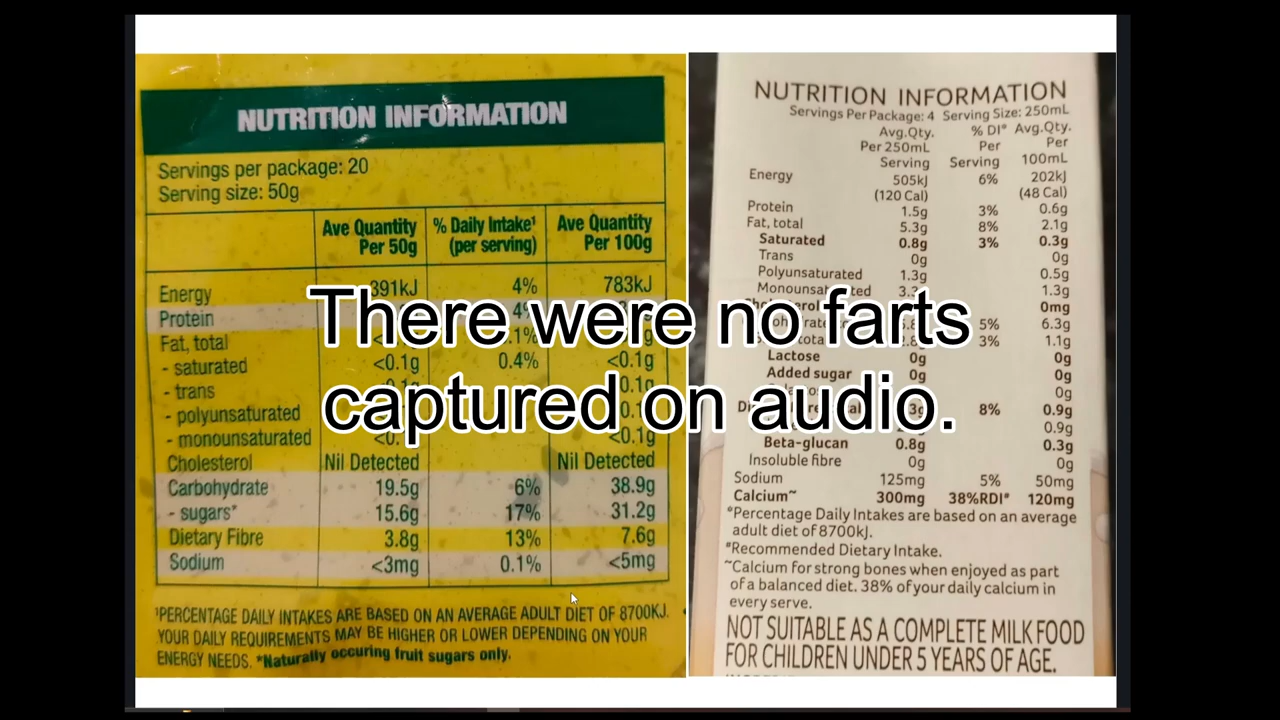 NUTRITION INFORMATION
Servings per package: 20
Serving size: 50g
Ave Quantity Per 50g % Daily Intake¹ (per serving) Ave Quantity Per 100g
Energy 391kJ 4% 783kJ
Protein
Fat, total
- saturated <0.1g 0.4% <0.1g
- trans
- polyunsaturated
- monounsaturated <0.1g
Cholesterol Nil Detected Nil Detected
Carbohydrate 19.5g 6% 38.9g
- sugars* 15.6g 17% 31.2g
Dietary Fibre 3.8g 13% 7.6g
Sodium <3mg 0.1% <5mg
¹PERCENTAGE DAILY INTAKES ARE BASED ON AN AVERAGE ADULT DIET OF 8700KJ.
YOUR DAILY REQUIREMENTS MAY BE HIGHER OR LOWER DEPENDING ON YOUR
ENERGY NEEDS. *Naturally occuring fruit sugars only.
NUTRITION INFORMATION
Servings Per Package: 4 Serving Size: 250mL
Avg.Qty. % DI* Avg.Qty.
Per 250mL Per Per
Serving Serving 100mL
Energy 505kJ 6% 202kJ
(120 Cal) (48 Cal)
Protein 1.5g 3% 0.6g
Fat, total 5.3g 8% 2.1g
Saturated 0.8g 3% 0.3g
Trans 0g 0g
Polyunsaturated 1.3g 0.5g
1.3g
0mg
5% 6.3g
3% 1.1g
Lactose 0g 0g
Added sugar 0g 0g
0g
8% 0.9g
0.9g
Beta-glucan 0.8g 0.3g
Insoluble fibre 0g 0g
Sodium 125mg 5% 50mg
Calcium~ 300mg 38%RDI# 120mg
*Percentage Daily Intakes are based on an average
adult diet of 8700kJ.
#Recommended Dietary Intake.
~Calcium for strong bones when enjoyed as part
of a balanced diet. 38% of your daily calcium in
every serve.
NOT SUITABLE AS A COMPLETE MILK FOOD
FOR CHILDREN UNDER 5 YEARS OF AGE.
There were no farts
captured on audio.